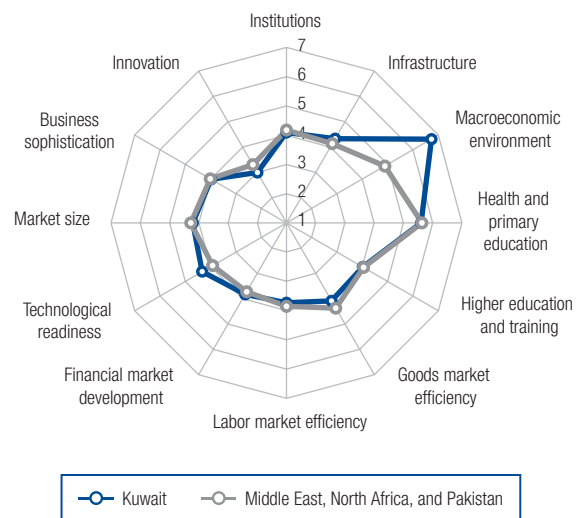 Institutions
Infrastructure
Macroeconomic
environment
Health and
primary
education
Higher education
and training
Goods market
efficiency
Labor market efficiency
Financial market
development
Technological
readiness
Market size
Business
sophistication
Innovation
7
6
5
4
3
2
1
Kuwait
Middle East, North Africa, and Pakistan